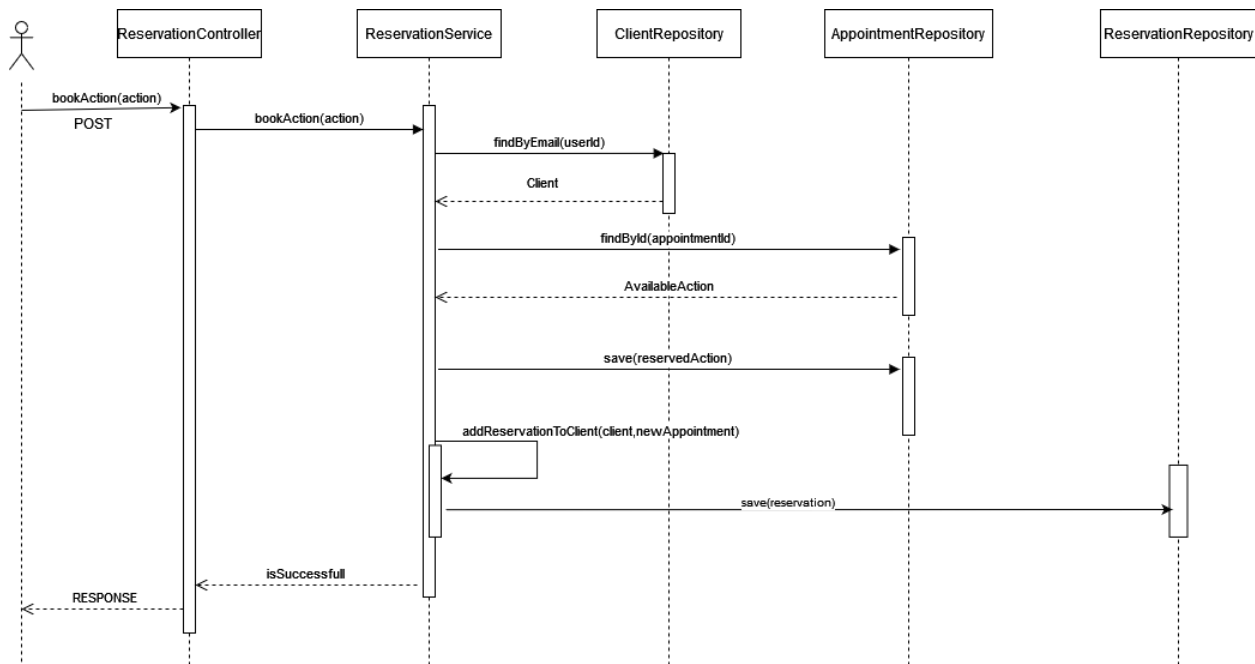 ReservationController
ReservationService
ClientRepository
AppointmentRepository
ReservationRepository
bookAction(action)
POST
bookAction(action)
findByEmail(userId)
Client
findById(appointmentId)
AvailableAction
save(reservedAction)
addReservationToClient(client,newAppointment)
save(reservation)
isSuccessfull
RESPONSE